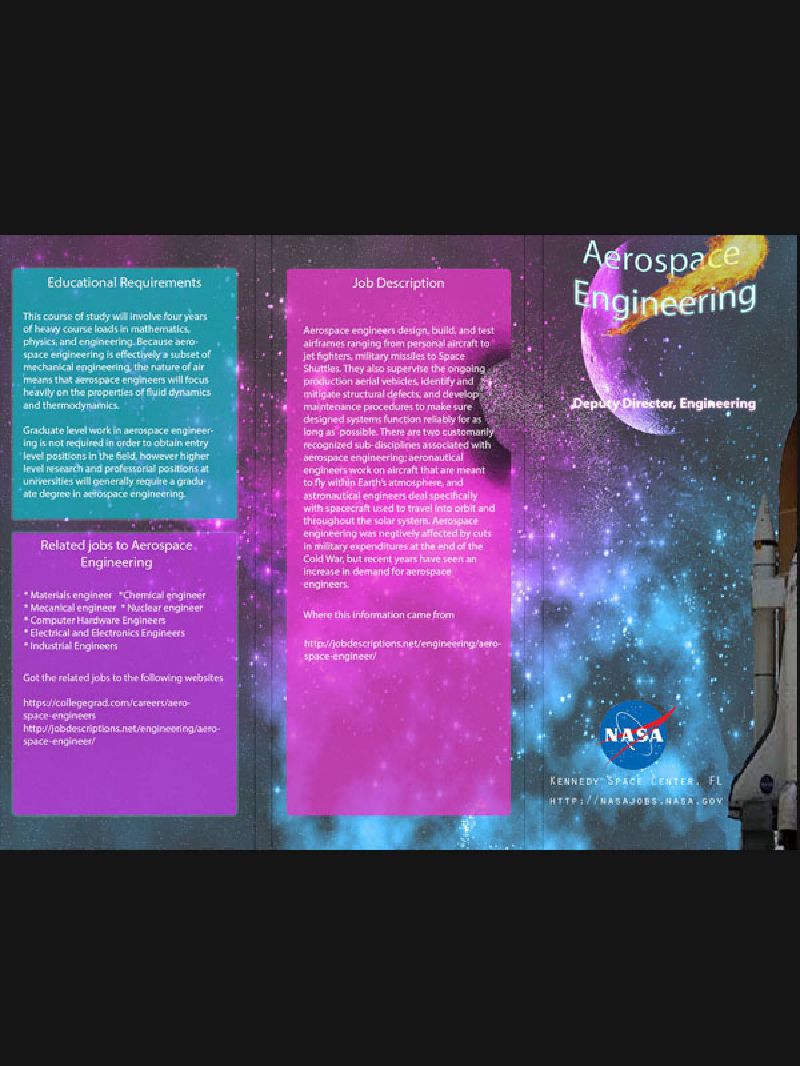 Educational Requirements
This course of study will involve four years
of heavy course loads in mathematics,
physics, and engineering. Because aero-
space engineering is effectively a subset of
mechanical engineering, the nature of air
means that aerospace engineers will focus
heavily on the properties of fluid dynamics
and thermodynamics.
Graduate level work in aerospace engineer-
ing is not required in order to obtain entry
level positions in the field, however higher
level research and professorial positions at
universities will generally require a gradu-
ate degree in aerospace engineering.
Related jobs to Aerospace
Engineering
* Materials engineer *Chemical engineer
* Mecanical engineer * Nuclear engineer
* Computer Hardware Engineers
* Electrical and Electronics Engineers
* Industrial Engineers
Got the related jobs to the following websites
https://collegegrad.com/careers/aero-
space-engineers
http://jobdescriptions.net/engineering/aero-
space-engineer/
Job Description
Aerospace engineers design, build, and test
airframes ranging from personal aircraft to
jet fighters, military missiles to Space
Shuttles. They also supervise the ongoing
production aerial vehicles, identify and
mitigate structural defects, and develop
maintenance procedures to make sure
designed systems function reliably for as
long as possible. There are two customarily
recognized sub-disciplines associated with
aerospace engineering; aeronautical
engineers work on aircraft that are meant
to fly within Earth's atmosphere, and
astronautical engineers deal specifically
with spacecraft used to travel into orbit and
throughout the solar system. Aerospace
engineering was negtively affected by cuts
in military expenditures at the end of the
Cold War, but recent years have seen an
increase in demand for aerospace
engineers.
Where this information came from
http://jobdescriptions.net/engineering/aero-
space-engineer/
Aerospace
Engineering
Deputy Director, Engineering
NASA
Kennedy Space Center, FL
http://nasajobs.nasa.gov